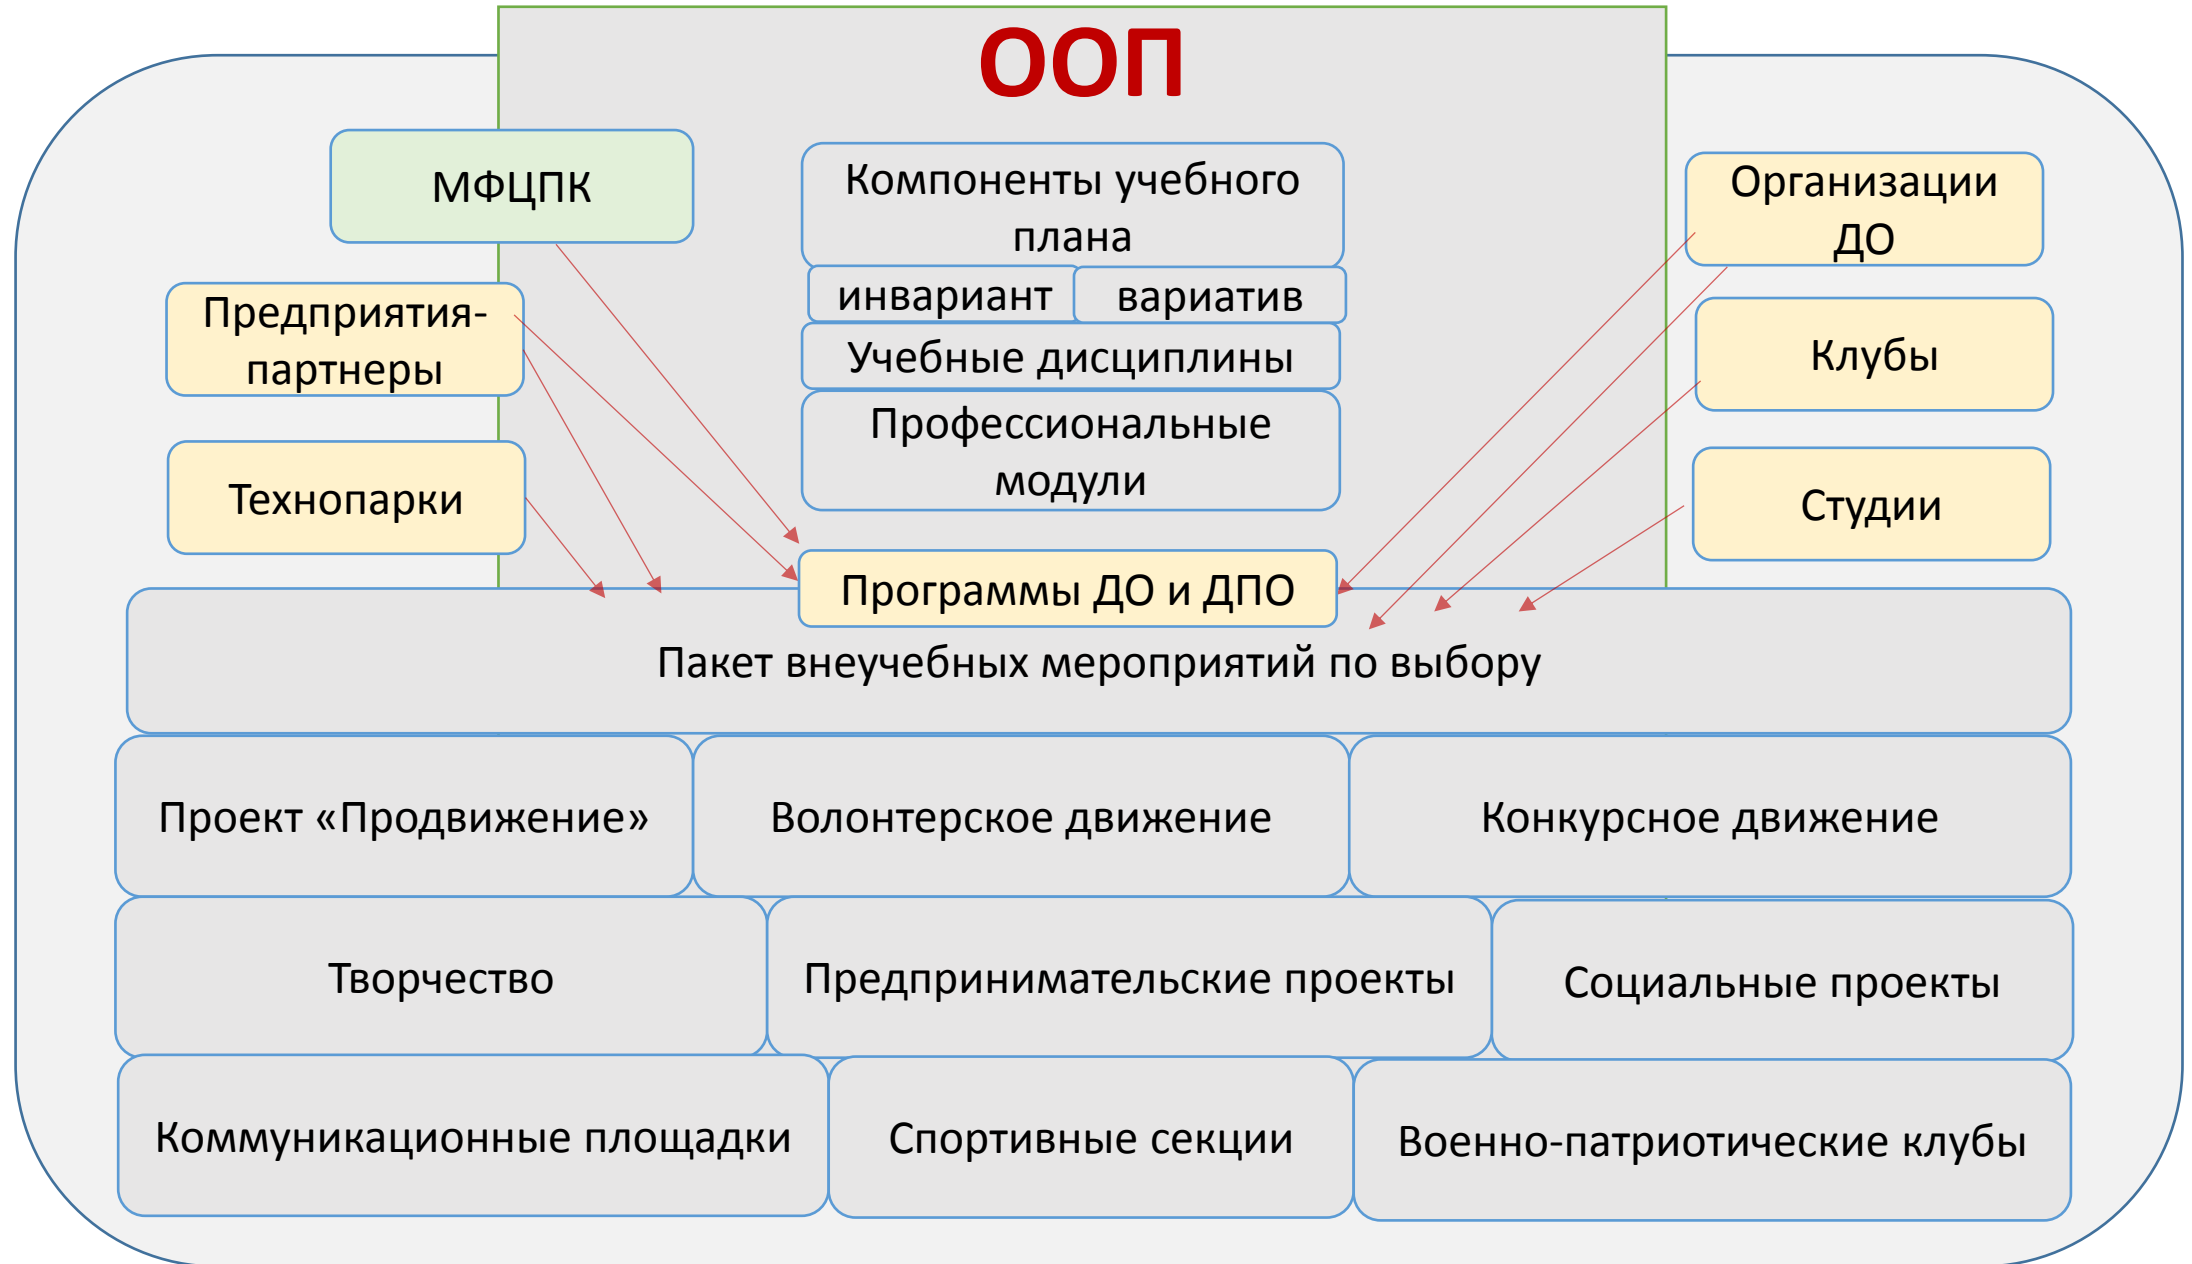 ООП
МФЦПК
Компоненты учебного
плана
Организации
ДО
инвариант
вариатив
Предприятия-
партнеры
Учебные дисциплины
Клубы
Профессиональные
модули
Технопарки
Студии
Программы ДО и ДПО
Пакет внеучебных мероприятий по выбору
Проект «Продвижение»
Волонтерское движение
Конкурсное движение
Творчество
Предпринимательские проекты
Социальные проекты
Коммуникационные площадки
Спортивные секции
Военно-патриотические клубы